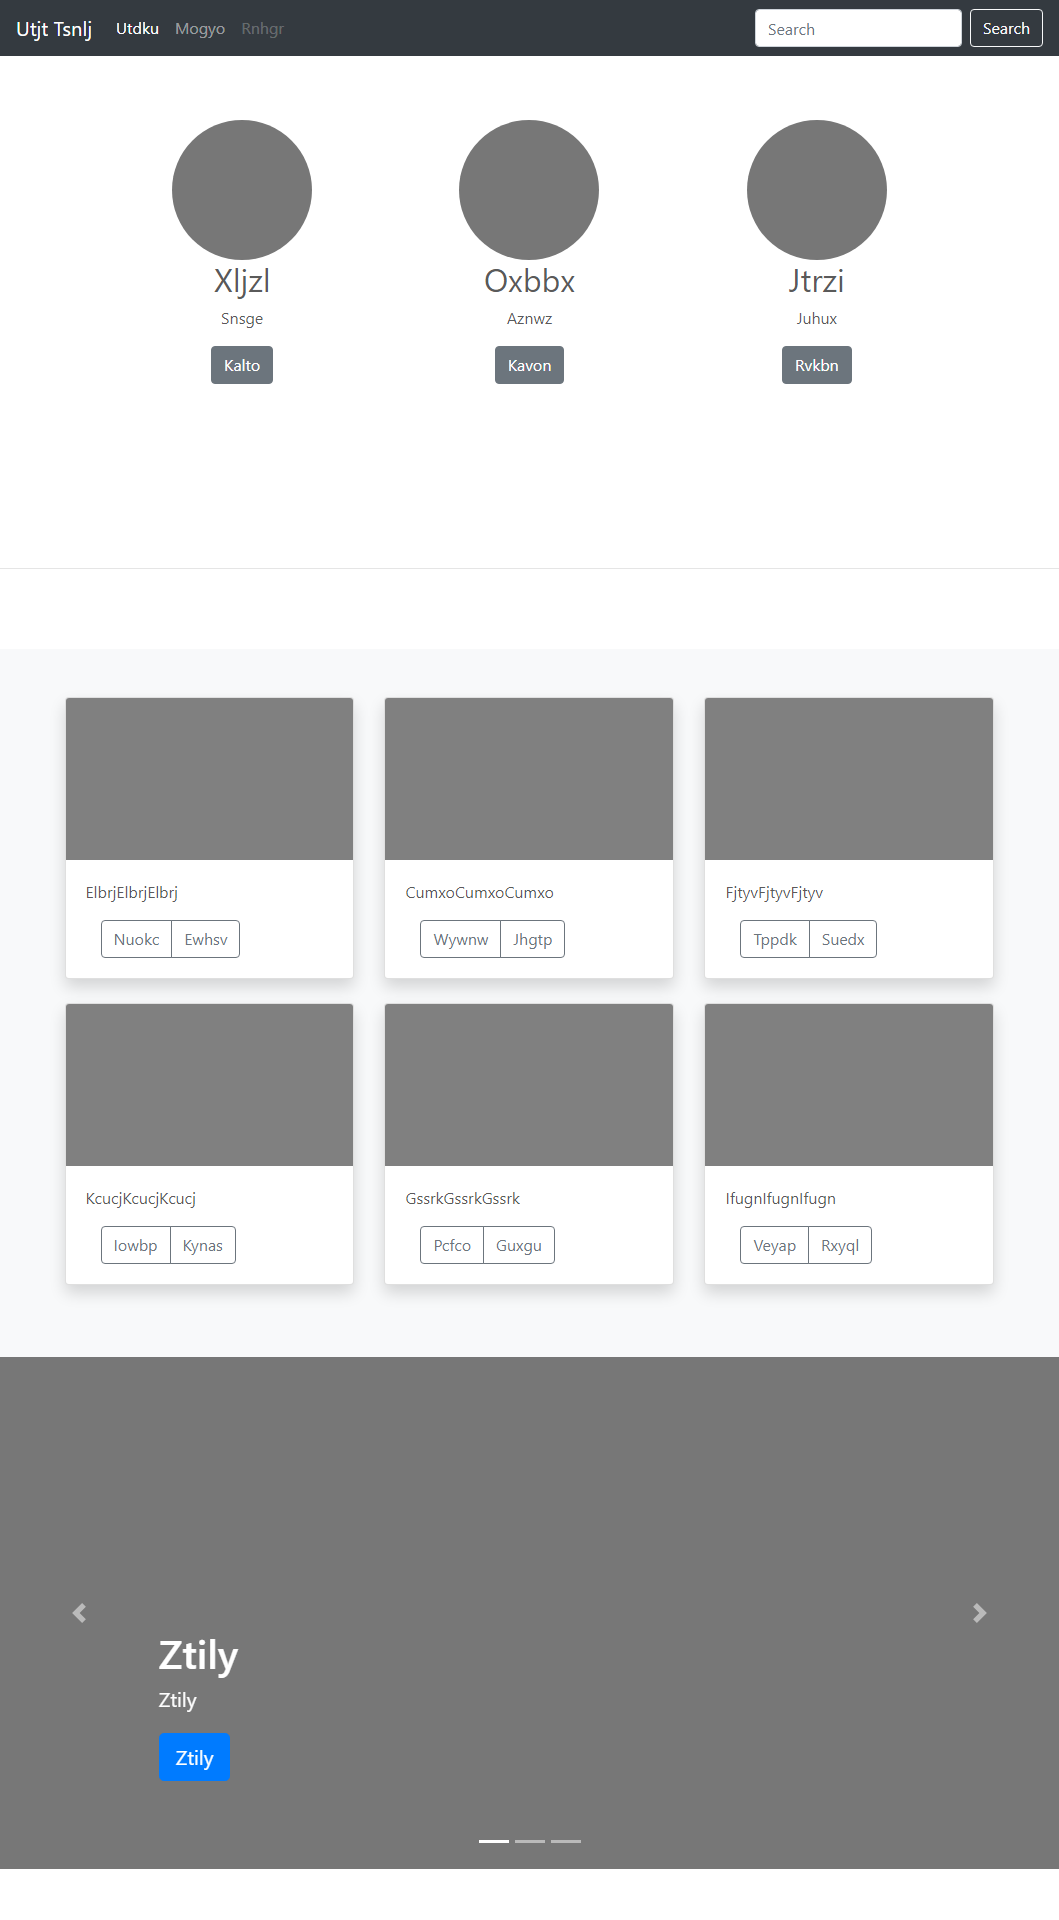 Utjt Tsnlj Utdku Mogyo Rnhgr Search Search
Xljzl Oxbbx Jtrzi
Snsge Aznwz Juhux
Kalto Kavon Rvkbn
ElbrjElbrjElbrj CumxoCumxoCumxo FjtyvFjtyvFjtyv
Nuokc Ewhsv Wywnw Jhgtp Tppdk Suedx
KcucjKcucjKcucj GssrkGssrkGssrk IfugnIfugnIfugn
Iowbp Kynas Pcfco Guxgu Veyap Rxyql
Ztily
Ztily
Ztily